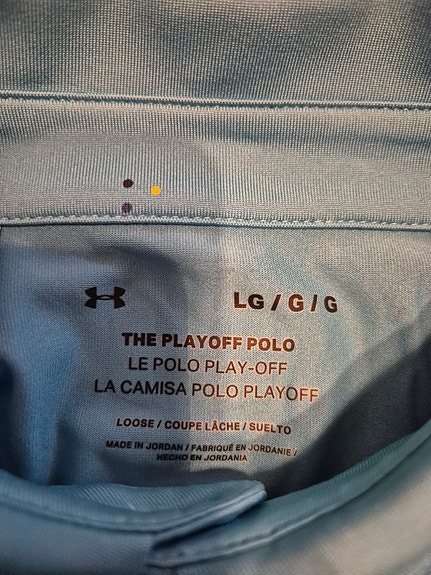 LG / G / G
THE PLAYOFF POLO
LE POLO PLAY-OFF
LA CAMISA POLO PLAYOFF
LOOSE / COUPE LÂCHE / SUELTO
MADE IN JORDAN / FABRIQUÉ EN JORDANIE /
HECHO EN JORDANIA